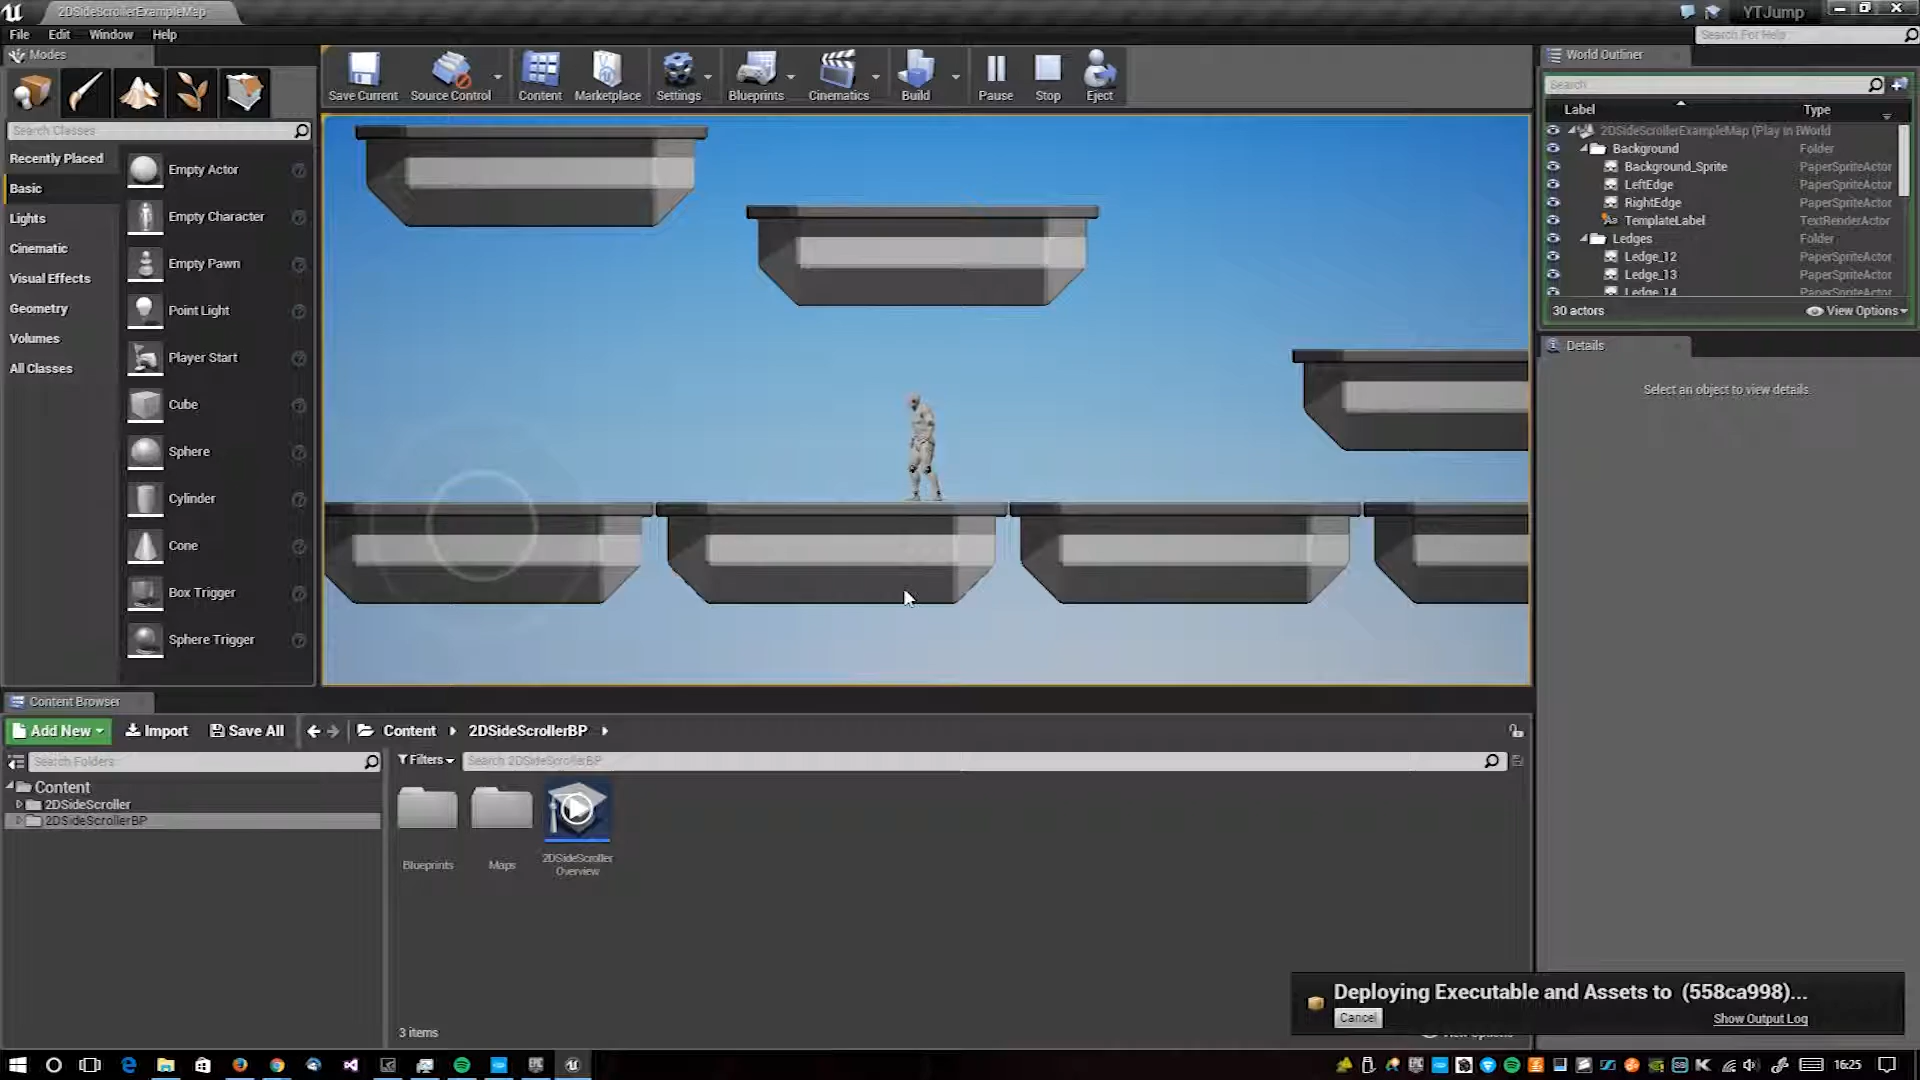 2DSideScrollerExampleMap
YTJump
File Edit Window Help
Search For Help
Modes
Save Current
Source Control
Content
Marketplace
Settings
Blueprints
Cinematics
Build
Pause
Stop
Eject
Search Classes
Recently Placed
Basic
Lights
Cinematic
Visual Effects
Geometry
Volumes
All Classes
Empty Actor
Empty Character
Empty Pawn
Point Light
Player Start
Cube
Sphere
Cylinder
Cone
Box Trigger
Sphere Trigger
World Outliner
Search
Label Type
2DSideScrollerExampleMap (Play In E World
Background Folder
Background_Sprite PaperSpriteActor
LeftEdge PaperSpriteActor
RightEdge PaperSpriteActor
TemplateLabel TextRenderActor
Ledges Folder
Ledge_12 PaperSpriteActor
Ledge_13 PaperSpriteActor
Ledge_14 PaperSpriteActor
30 actors View Options
Details
Select an object to view details
Content Browser
Add New Import Save All Content 2DSideScrollerBP
Search Folders
Filters Search 2DSideScrollerBP
Content
2DSideScroller
2DSideScrollerBP
Blueprints
Maps
2DSideScroller
Overview
3 items
Deploying Executable and Assets to (558ca998)...
Cancel
Show Output Log
16:25